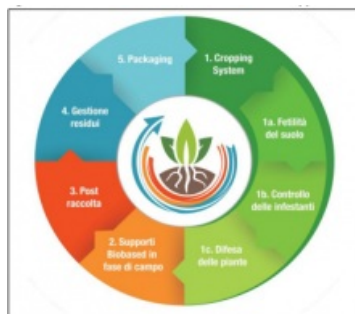 1. Cropping
System
1a. Fetilità
del suolo
1b. Controllo
delle infestanti
1c. Difesa
delle piante
2. Supporti
Biobased in
fase di campo
3. Post
raccolta
4. Gestione
residui
5. Packaging